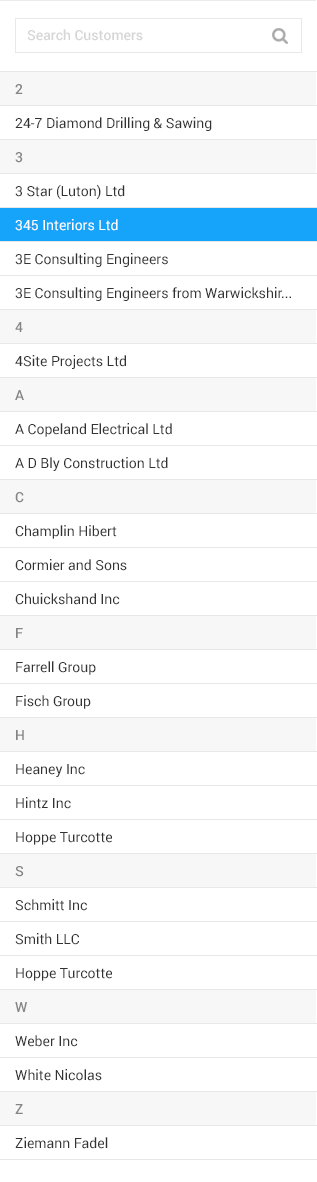 Search Customers
2
24-7 Diamond Drilling & Sawing
3
3 Star (Luton) Ltd
345 Interiors Ltd
3E Consulting Engineers
3E Consulting Engineers from Warwickshir...
4
4Site Projects Ltd
A
A Copeland Electrical Ltd
A D Bly Construction Ltd
C
Champlin Hibert
Cormier and Sons
Chuickshand Inc
F
Farrell Group
Fisch Group
H
Heaney Inc
Hintz Inc
Hoppe Turcotte
S
Schmitt Inc
Smith LLC
Hoppe Turcotte
W
Weber Inc
White Nicolas
Z
Ziemann Fadel